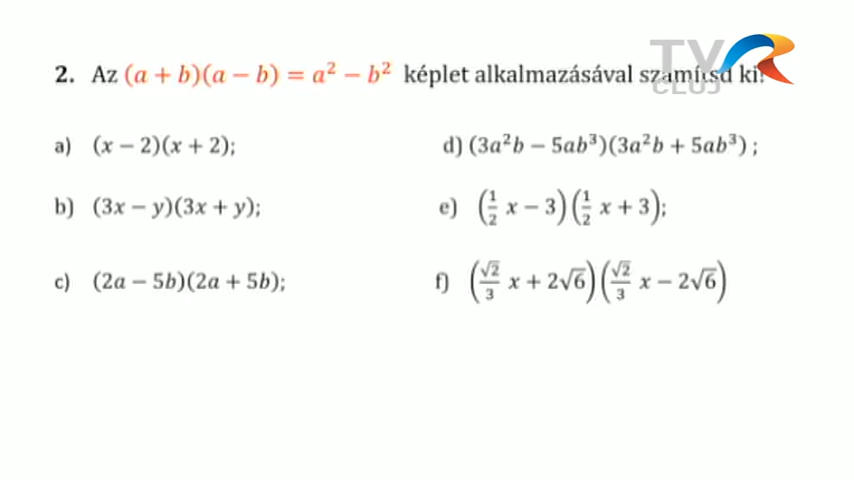 2. Az (a + b)(a − b) = a² − b² képlet alkalmazásával számítsd ki!
TVR
CLUJ
a) (x − 2)(x + 2);
d) (3a²b − 5ab³)(3a²b + 5ab³) ;
b) (3x − y)(3x + y);
e) (1/2 x − 3)(1/2 x + 3);
c) (2a − 5b)(2a + 5b);
f) (√2/3 x + 2√6)(√2/3 x − 2√6)